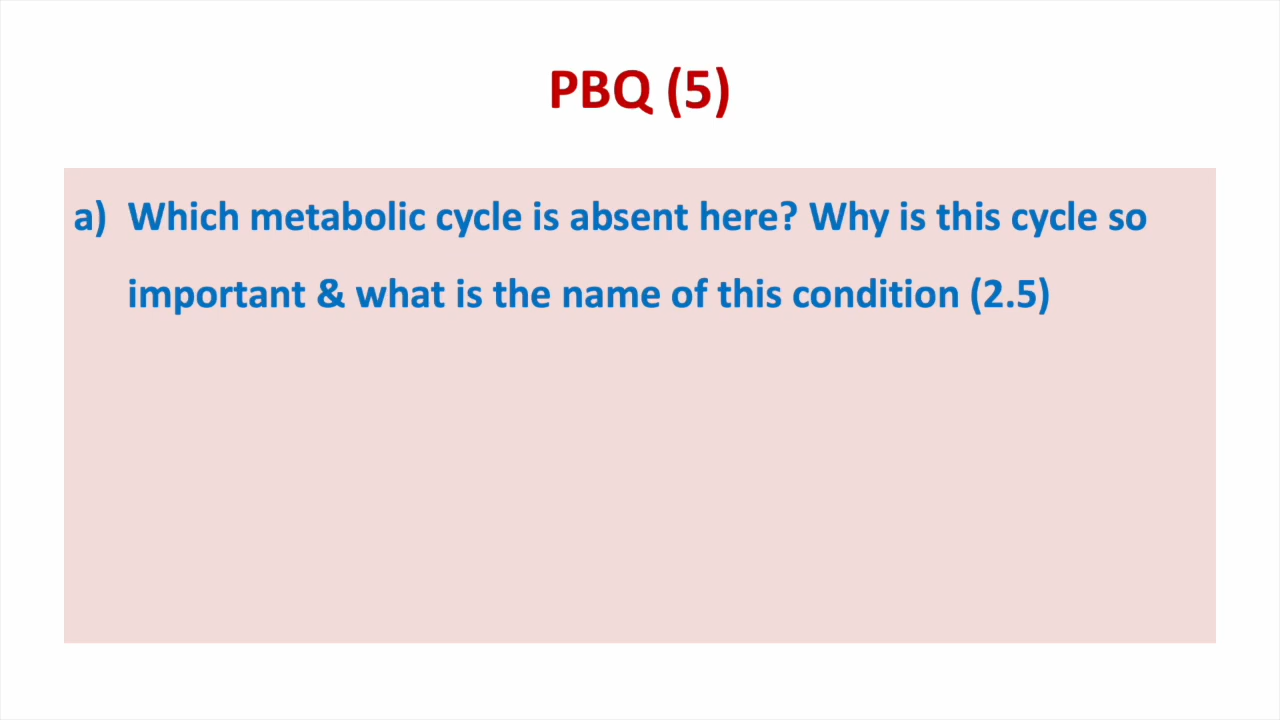 PBQ (5)
a) Which metabolic cycle is absent here? Why is this cycle so
important & what is the name of this condition (2.5)